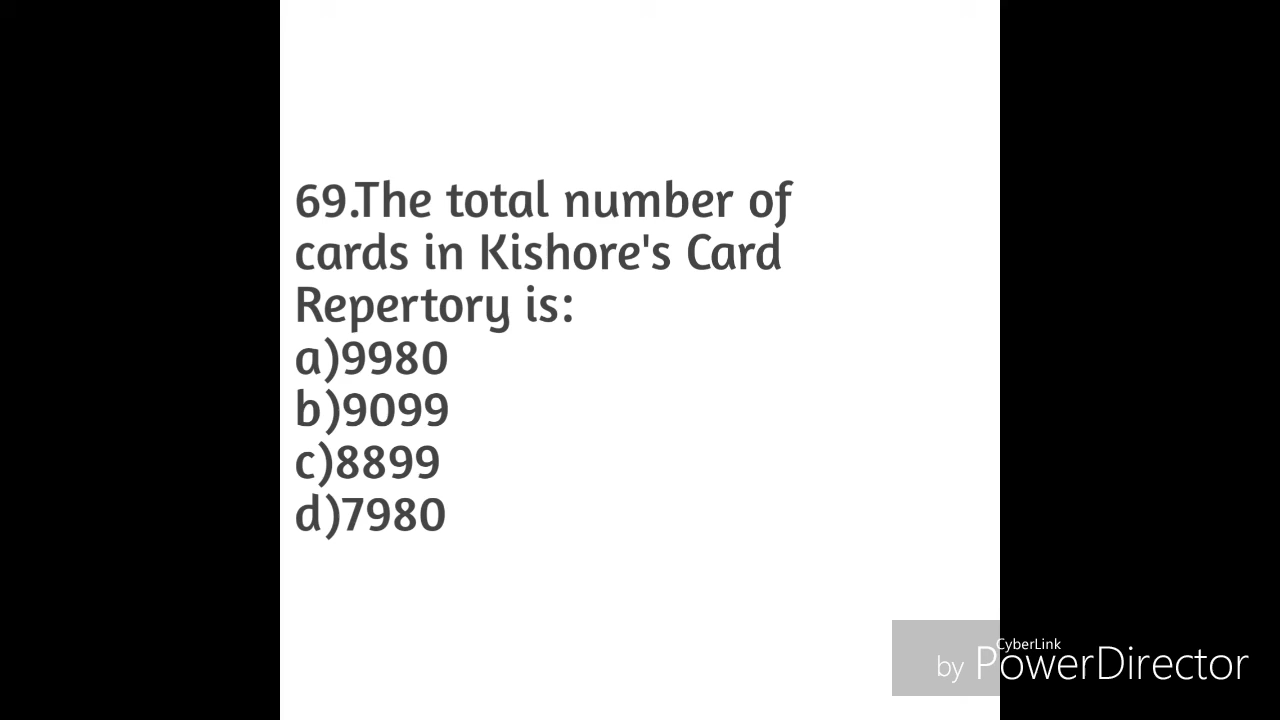 69.The total number of
cards in Kishore's Card
Repertory is:
a)9980
b)9099
c)8899
d)7980
CyberLink
by PowerDirector